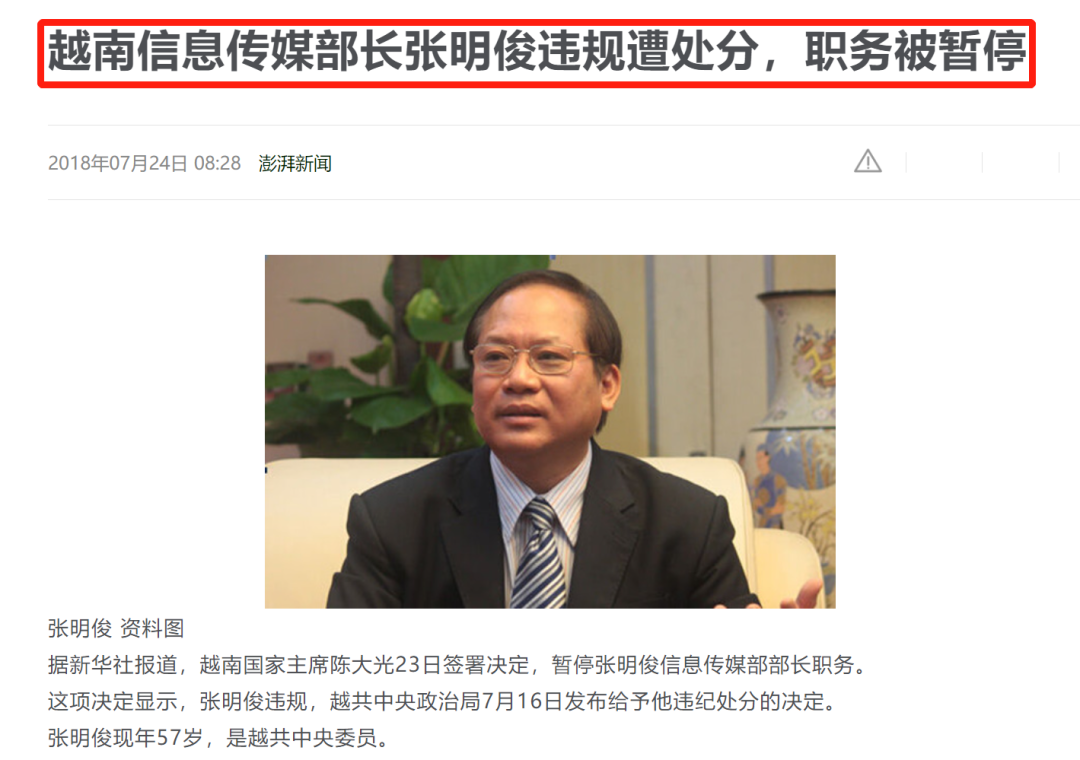 越南信息传媒部长张明俊违规遭处分，职务被暂停
2018年07月24日 08:28 澎湃新闻
张明俊 资料图
据新华社报道，越南国家主席陈大光23日签署决定，暂停张明俊信息传媒部部长职务。
这项决定显示，张明俊违规，越共中央政治局7月16日发布给予他违纪处分的决定。
张明俊现年57岁，是越共中央委员。